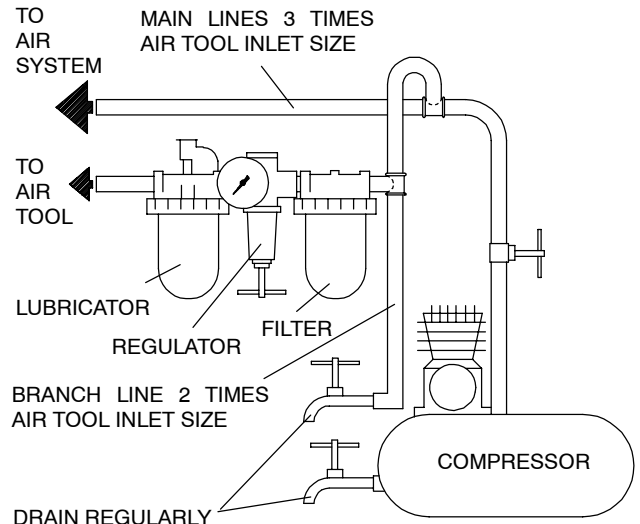 TO
AIR
SYSTEM
MAIN LINES 3 TIMES
AIR TOOL INLET SIZE
TO
AIR
TOOL
LUBRICATOR
REGULATOR
FILTER
BRANCH LINE 2 TIMES
AIR TOOL INLET SIZE
COMPRESSOR
DRAIN REGULARLY